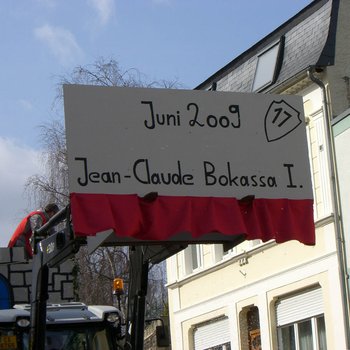 Juni 2009
17
Jean-Claude Bokassa I.